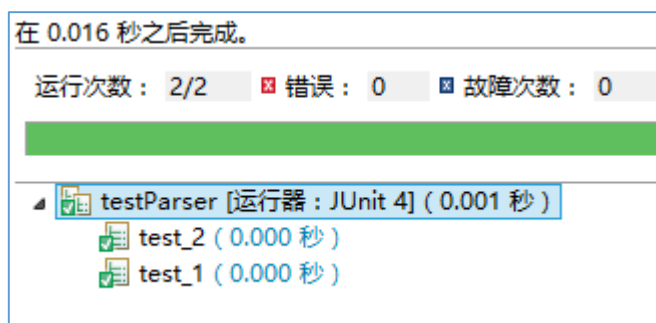 在 0.016 秒之后完成。
运行次数： 2/2 错误： 0 故障次数： 0
testParser [运行器：JUnit 4]（0.001 秒）
test_2（0.000 秒）
test_1（0.000 秒）